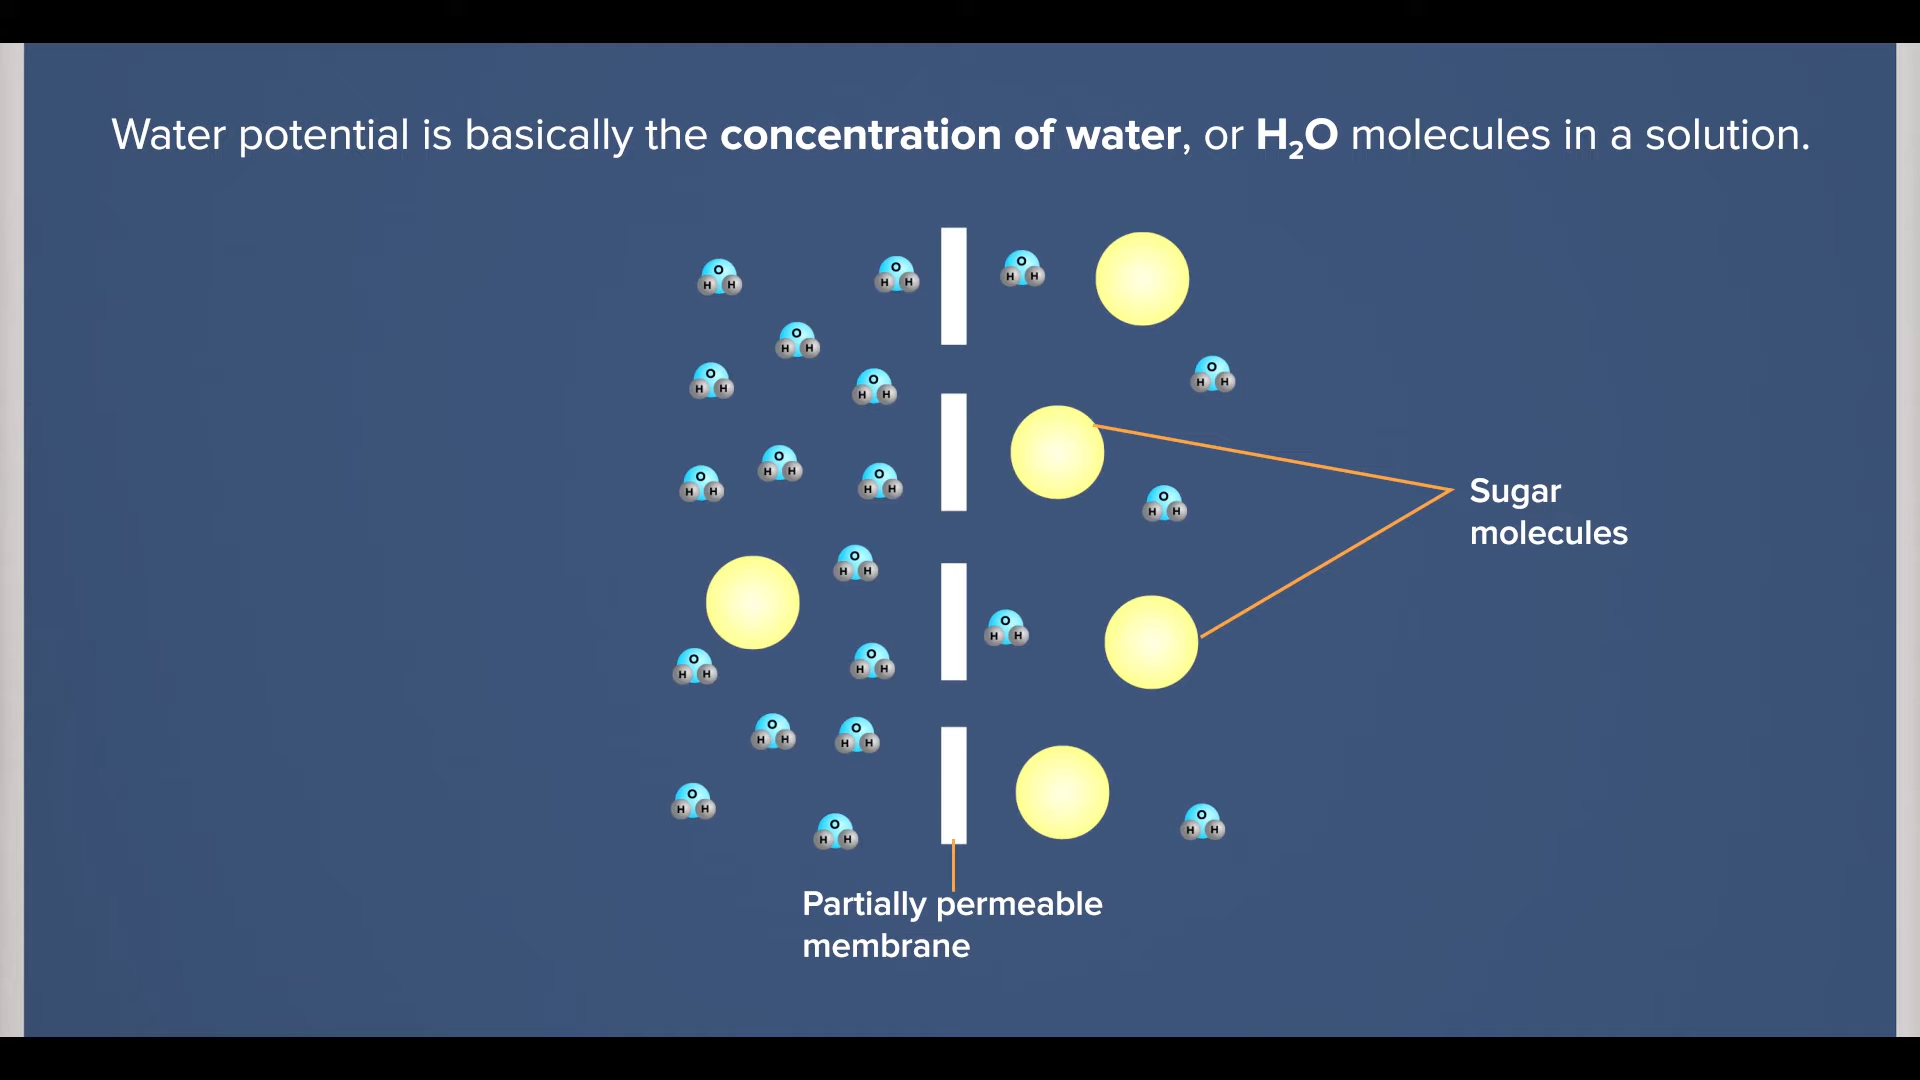 Water potential is basically the concentration of water, or H₂O molecules in a solution.
O
H H
O
H H
O
H H
O
H H
O
H H
O
H H
O
H H
O
H H
O
H H
O
H H
O
H H
Sugar
molecules
O
H H
O
H H
O
H H
O
H H
O
H H
O
H H
O
H H
O
H H
O
H H
Partially permeable
membrane